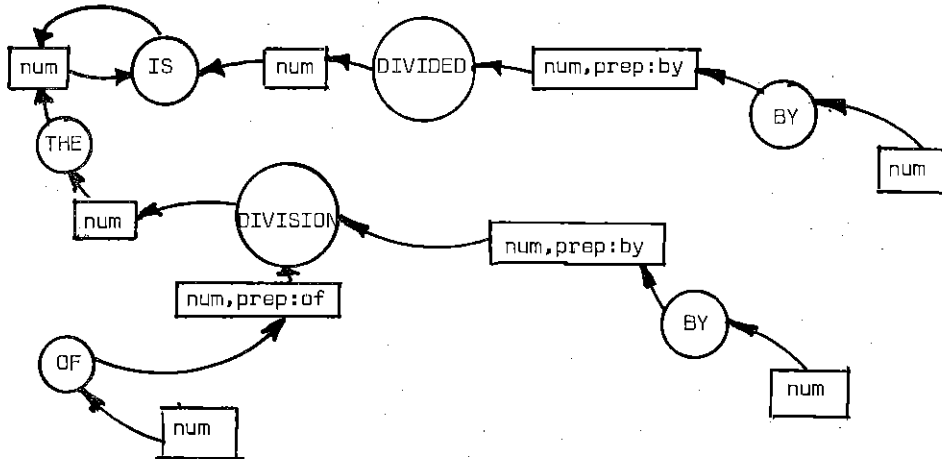 num IS num DIVIDED num,prep:by
BY
num
THE
num DIVISION num,prep:by
num,prep:of
BY
OF
num
num